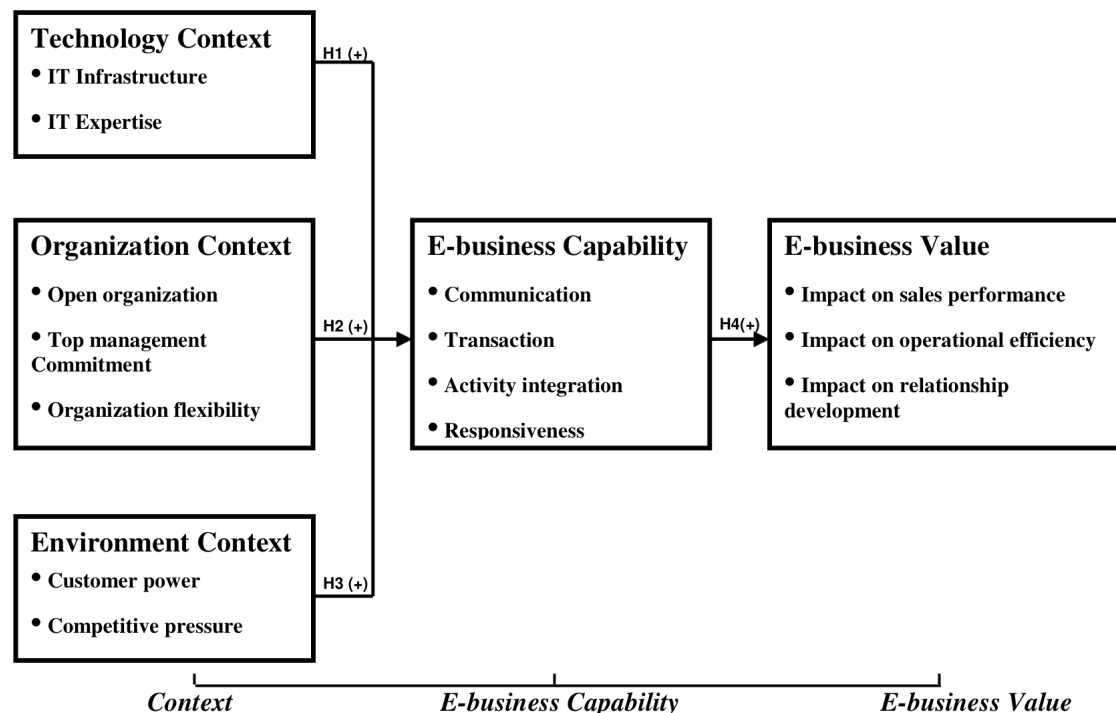 Technology Context
• IT Infrastructure
• IT Expertise
H1 (+)
Organization Context
• Open organization
• Top management
Commitment
• Organization flexibility
H2 (+)
E-business Capability
• Communication
• Transaction
• Activity integration
• Responsiveness
H4(+)
E-business Value
• Impact on sales performance
• Impact on operational efficiency
• Impact on relationship
development
Environment Context
• Customer power
• Competitive pressure
H3 (+)
Context
E-business Capability
E-business Value